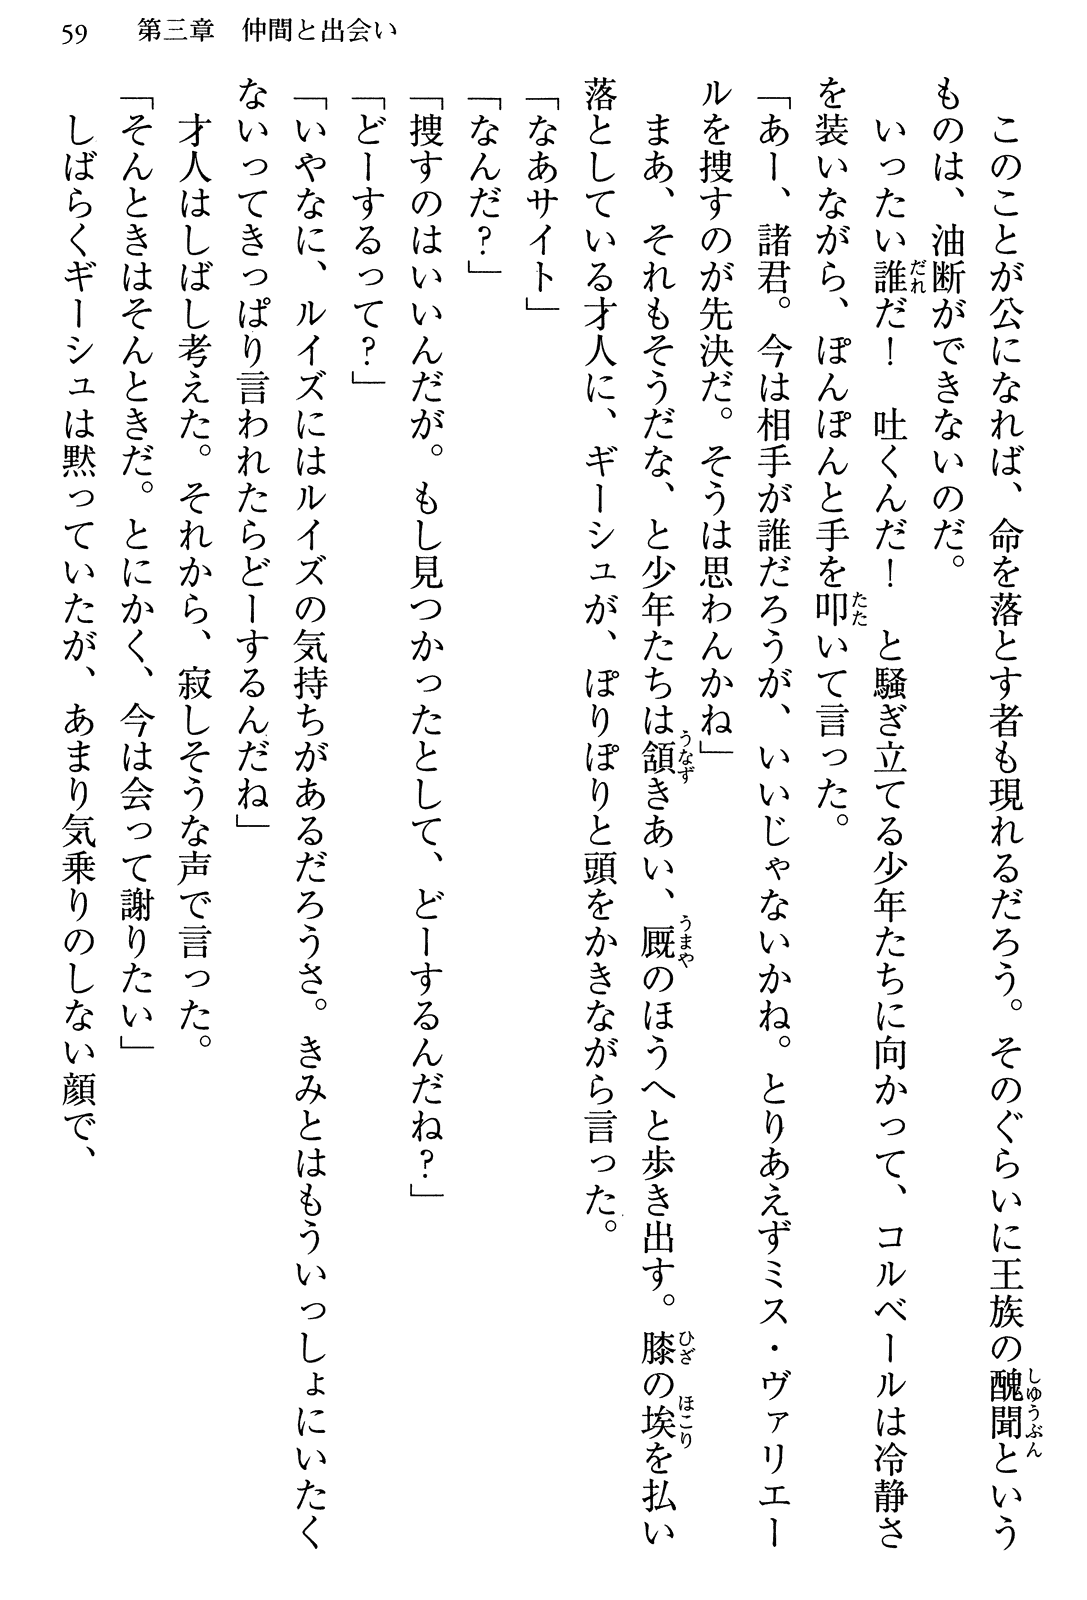 59　第三章　仲間と出会い
　このことが公になれば、命を落とす者も現れるだろう。そのぐらいに王族の醜聞という
ものは、油断ができないのだ。
　いったい誰だ！　吐くんだ！　と騒ぎ立てる少年たちに向かって、コルベールは冷静さ
を装いながら、ぽんぽんと手を叩いて言った。
「あー、諸君。今は相手が誰だろうが、いいじゃないかね。とりあえずミス・ヴァリエー
ルを捜すのが先決だ。そうは思わんかね」
　まあ、それもそうだな、と少年たちは頷きあい、厩のほうへと歩き出す。膝の埃を払い
落としている才人に、ギーシュが、ぽりぽりと頭をかきながら言った。
「なあサイト」
「なんだ？」
「捜すのはいいんだが。もし見つかったとして、どーするんだね？」
「どーするって？」
「いやなに、ルイズにはルイズの気持ちがあるだろうさ。きみとはもういっしょにいたく
ないってきっぱり言われたらどーするんだね」
　才人はしばし考えた。それから、寂しそうな声で言った。
「そんときはそんときだ。とにかく、今は会って謝りたい」
　しばらくギーシュは黙っていたが、あまり気乗りのしない顔で、